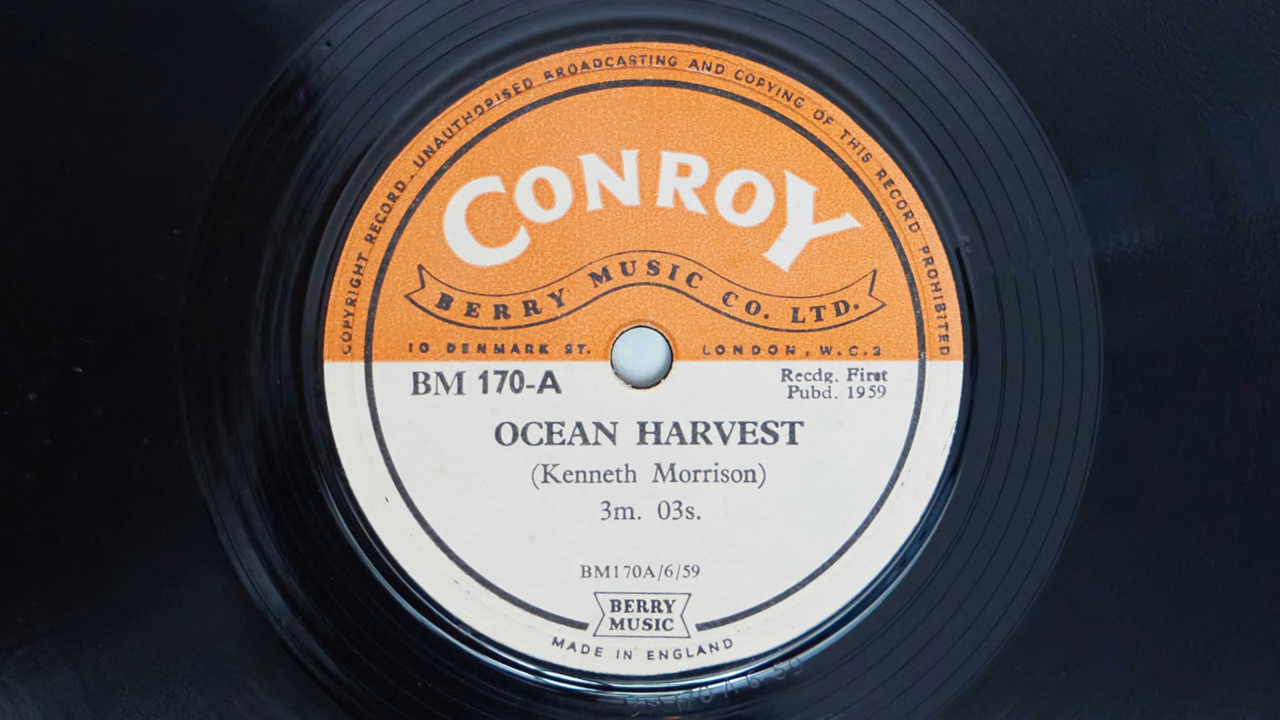 COPYRIGHT RECORD. UNAUTHORISED BROADCASTING AND COPYING OF THIS RECORD PROHIBITED
CONROY
BERRY MUSIC CO. LTD.
10 DENMARK ST. LONDON, W.C.2
BM 170-A
Recdg. First
Pubd. 1959
OCEAN HARVEST
(Kenneth Morrison)
3m. 03s.
BM170A/6/59
BERRY
MUSIC
MADE IN ENGLAND